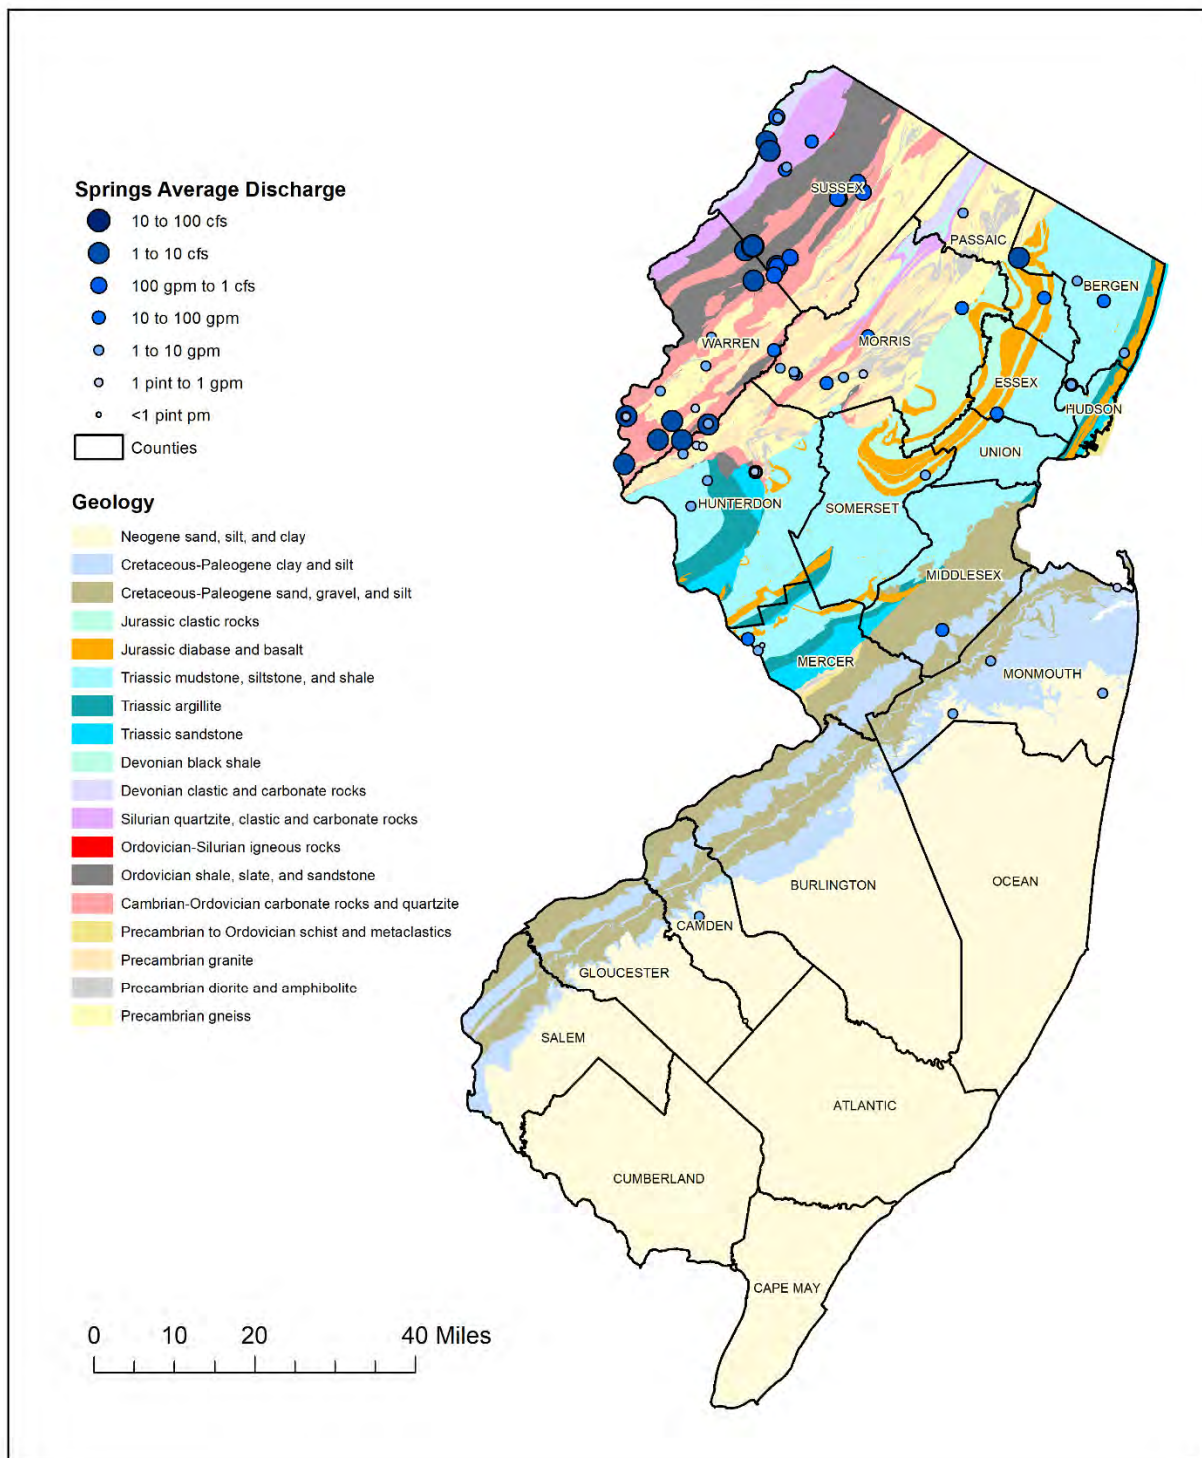 Springs Average Discharge
10 to 100 cfs
1 to 10 cfs
100 gpm to 1 cfs
10 to 100 gpm
1 to 10 gpm
1 pint to 1 gpm
<1 pint pm
Counties
Geology
Neogene sand, silt, and clay
Cretaceous-Paleogene clay and silt
Cretaceous-Paleogene sand, gravel, and silt
Jurassic clastic rocks
Jurassic diabase and basalt
Triassic mudstone, siltstone, and shale
Triassic argillite
Triassic sandstone
Devonian black shale
Devonian clastic and carbonate rocks
Silurian quartzite, clastic and carbonate rocks
Ordovician-Silurian igneous rocks
Ordovician shale, slate, and sandstone
Cambrian-Ordovician carbonate rocks and quartzite
Precambrian to Ordovician schist and metaclastics
Precambrian granite
Precambrian diorite and amphibolite
Precambrian gneiss
0 10 20 40 Miles
SUSSEX
PASSAIC
BERGEN
WARREN
MORRIS
ESSEX
HUDSON
UNION
HUNTERDON
SOMERSET
MIDDLESEX
MERCER
MONMOUTH
OCEAN
BURLINGTON
CAMDEN
GLOUCESTER
SALEM
ATLANTIC
CUMBERLAND
CAPE MAY